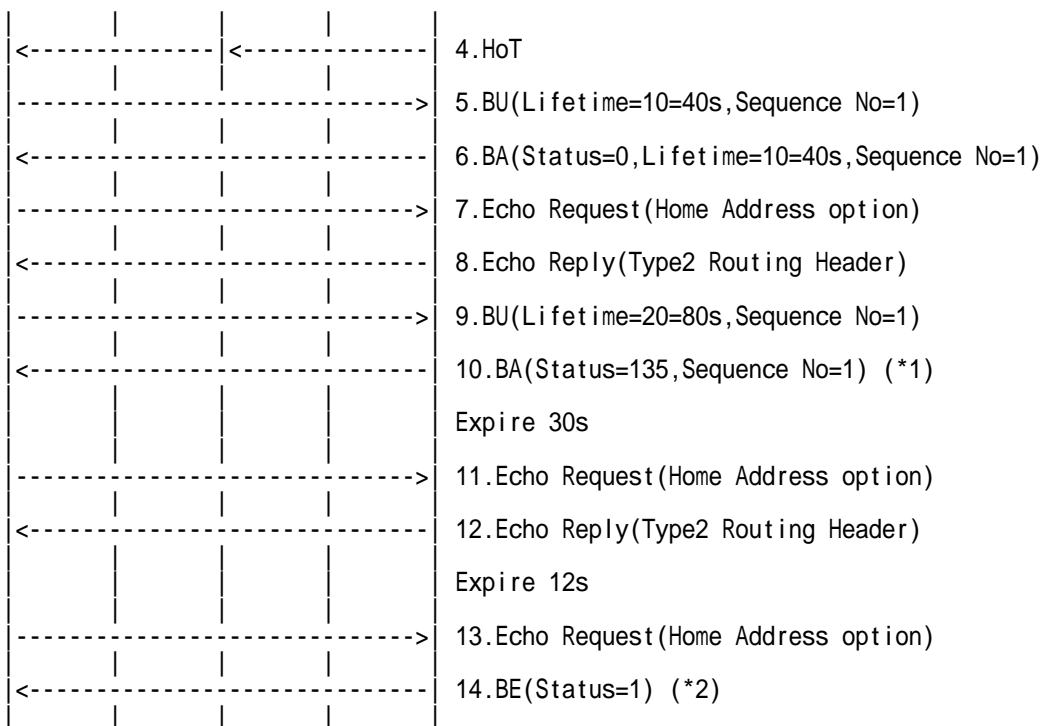 4.HoT
5.BU(Lifetime=10=40s,Sequence No=1)
6.BA(Status=0,Lifetime=10=40s,Sequence No=1)
7.Echo Request(Home Address option)
8.Echo Reply(Type2 Routing Header)
9.BU(Lifetime=20=80s,Sequence No=1)
10.BA(Status=135,Sequence No=1) (*1)
Expire 30s
11.Echo Request(Home Address option)
12.Echo Reply(Type2 Routing Header)
Expire 12s
13.Echo Request(Home Address option)
14.BE(Status=1) (*2)